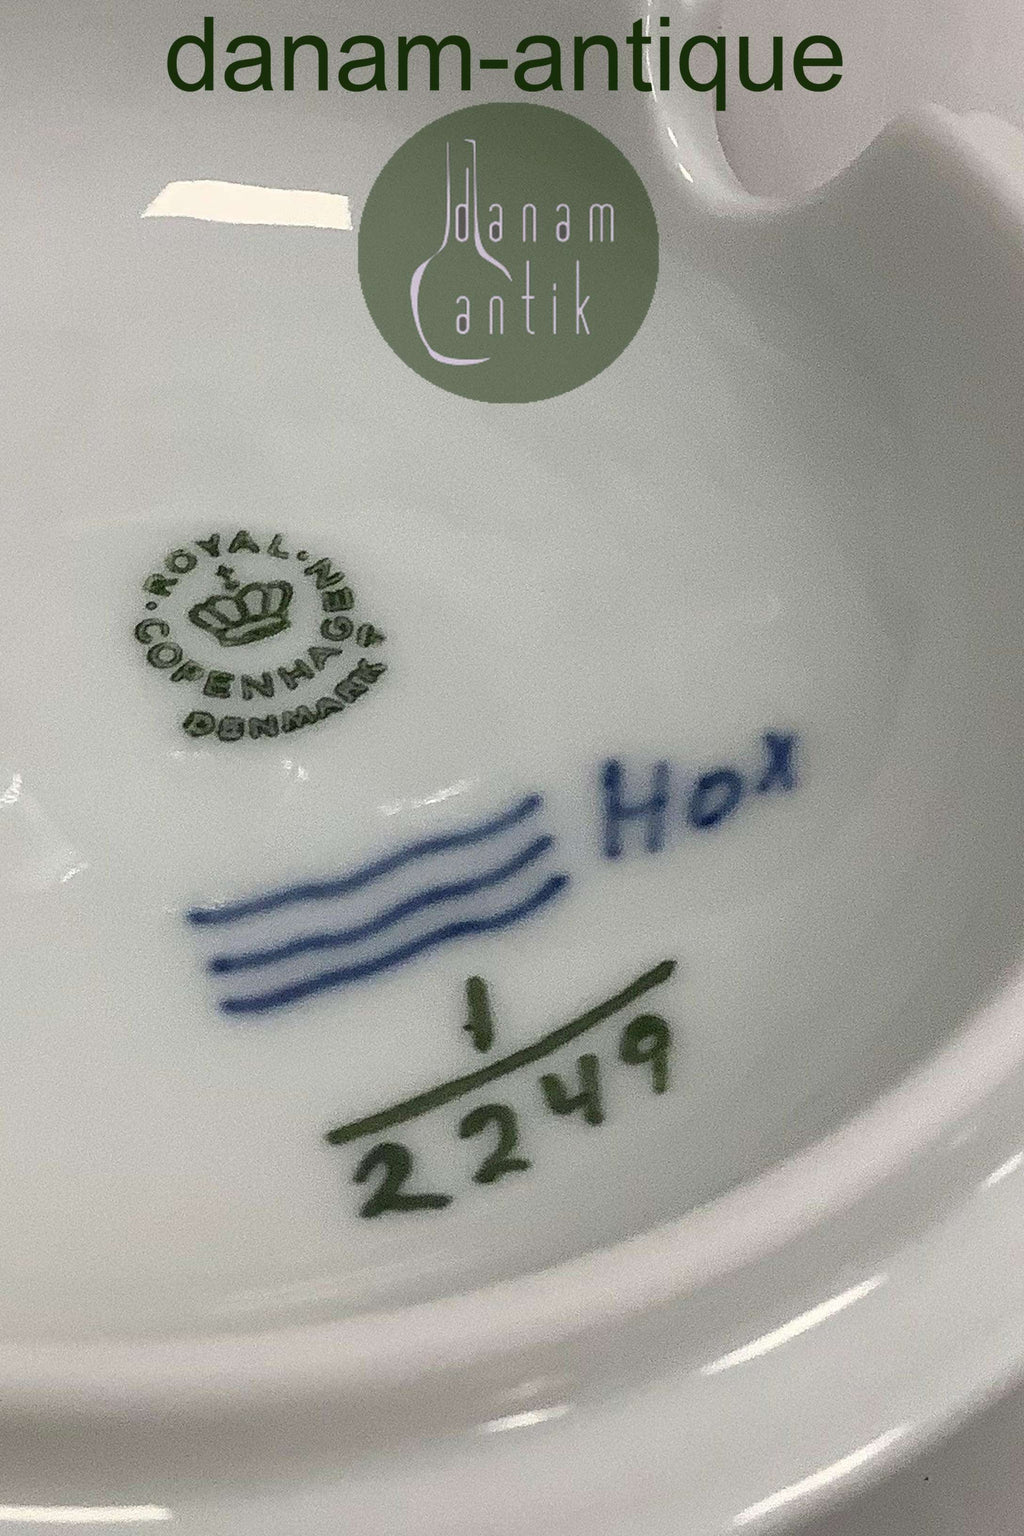 danam-antique
danam
antik
ROYAL
COPENHAGEN
DENMARK
Hox
1
2249